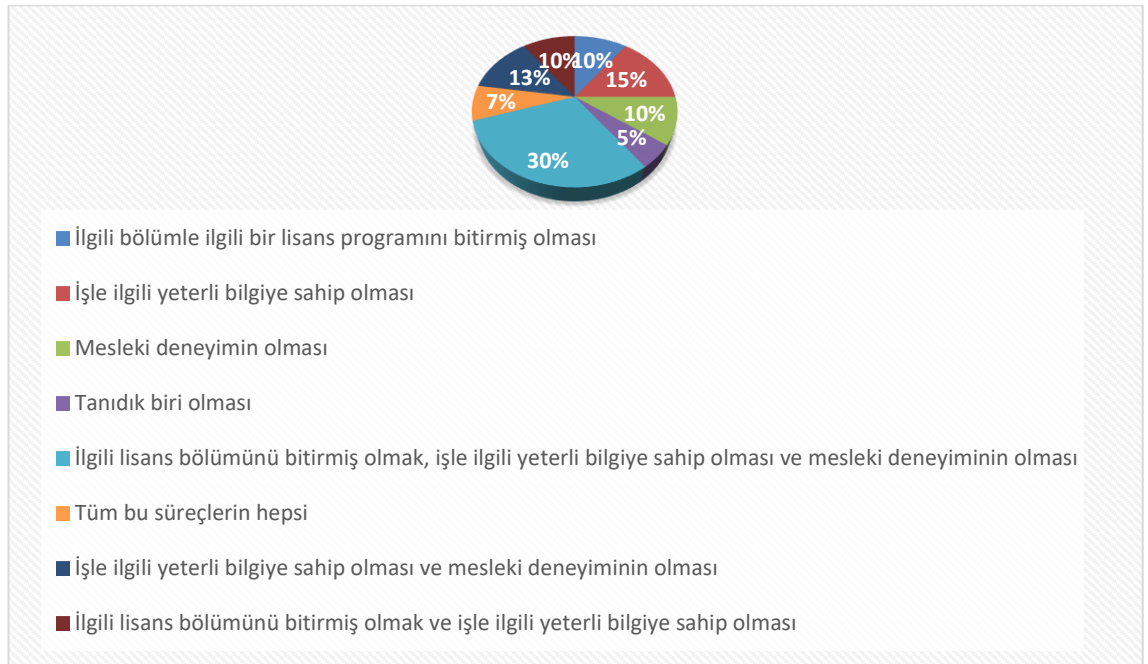 10%
10%
15%
13%
7%
10%
5%
30%
İlgili bölümle ilgili bir lisans programını bitirmiş olması
İşle ilgili yeterli bilgiye sahip olması
Mesleki deneyimin olması
Tanıdık biri olması
İlgili lisans bölümünü bitirmiş olmak, işle ilgili yeterli bilgiye sahip olması ve mesleki deneyiminin olması
Tüm bu süreçlerin hepsi
İşle ilgili yeterli bilgiye sahip olması ve mesleki deneyiminin olması
İlgili lisans bölümünü bitirmiş olmak ve işle ilgili yeterli bilgiye sahip olması